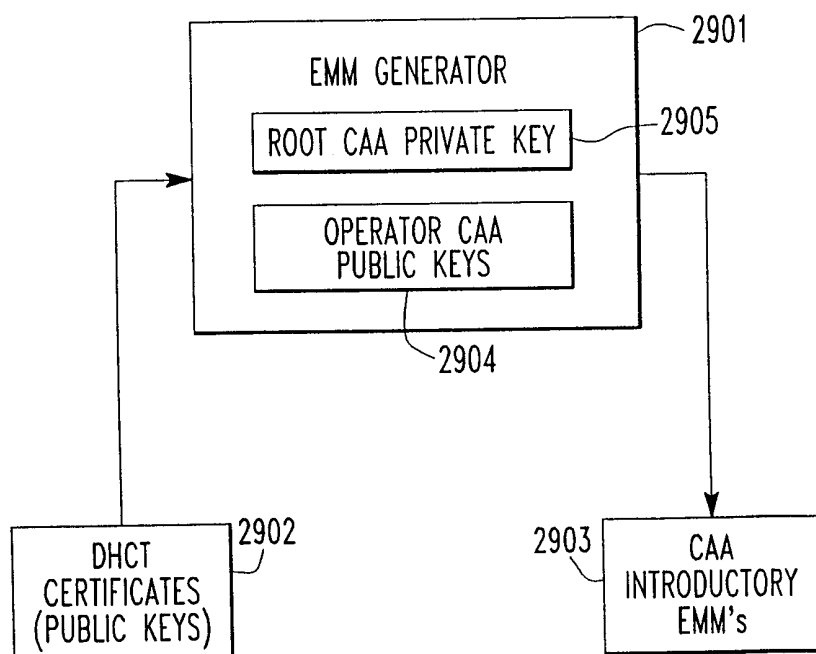 2901
EMM GENERATOR
ROOT CAA PRIVATE KEY
2905
OPERATOR CAA
PUBLIC KEYS
2904
DHCT
CERTIFICATES
(PUBLIC KEYS)
2902
2903
CAA
INTRODUCTORY
EMM's